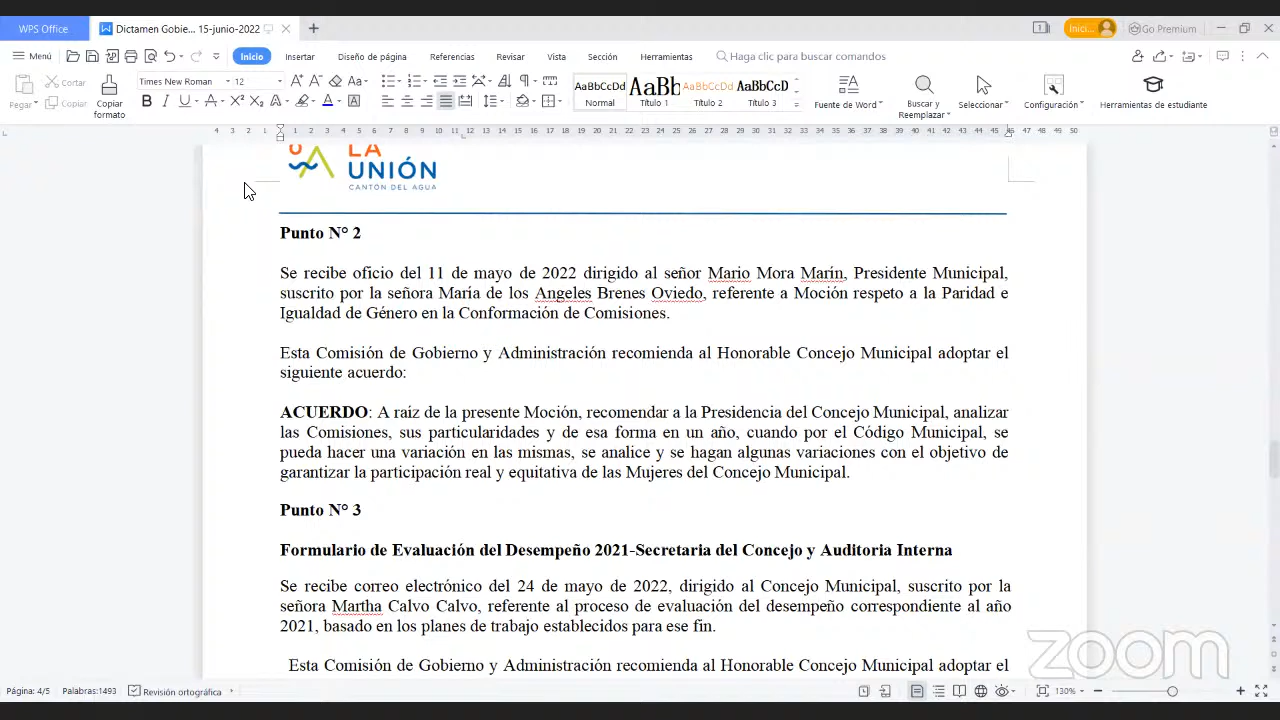 WPS Office
Dictamen Gobie... 15-junio-2022
Inici...
Go Premium
Menú
Inicio
Insertar
Diseño de página
Referencias
Revisar
Vista
Sección
Herramientas
Haga clic para buscar comandos
Pegar
Cortar
Copiar
Copiar formato
Times New Roman
12
AaBbCcDd
Normal
AaBb
Título 1
AaBbCcDd
Título 2
AaBbCcD
Título 3
Fuente de Word
Buscar y Reemplazar
Seleccionar
Configuración
Herramientas de estudiante
LA
UNIÓN
CANTÓN DEL AGUA
Punto N° 2
Se recibe oficio del 11 de mayo de 2022 dirigido al señor Mario Mora Marín, Presidente Municipal,
suscrito por la señora María de los Angeles Brenes Oviedo, referente a Moción respeto a la Paridad e
Igualdad de Género en la Conformación de Comisiones.
Esta Comisión de Gobierno y Administración recomienda al Honorable Concejo Municipal adoptar el
siguiente acuerdo:
ACUERDO: A raíz de la presente Moción, recomendar a la Presidencia del Concejo Municipal, analizar
las Comisiones, sus particularidades y de esa forma en un año, cuando por el Código Municipal, se
pueda hacer una variación en las mismas, se analice y se hagan algunas variaciones con el objetivo de
garantizar la participación real y equitativa de las Mujeres del Concejo Municipal.
Punto N° 3
Formulario de Evaluación del Desempeño 2021-Secretaria del Concejo y Auditoria Interna
Se recibe correo electrónico del 24 de mayo de 2022, dirigido al Concejo Municipal, suscrito por la
señora Martha Calvo Calvo, referente al proceso de evaluación del desempeño correspondiente al año
2021, basado en los planes de trabajo establecidos para ese fin.
Esta Comisión de Gobierno y Administración recomienda al Honorable Concejo Municipal adoptar el
zoom
Página: 4/5
Palabras:1493
Revisión ortográfica
130%